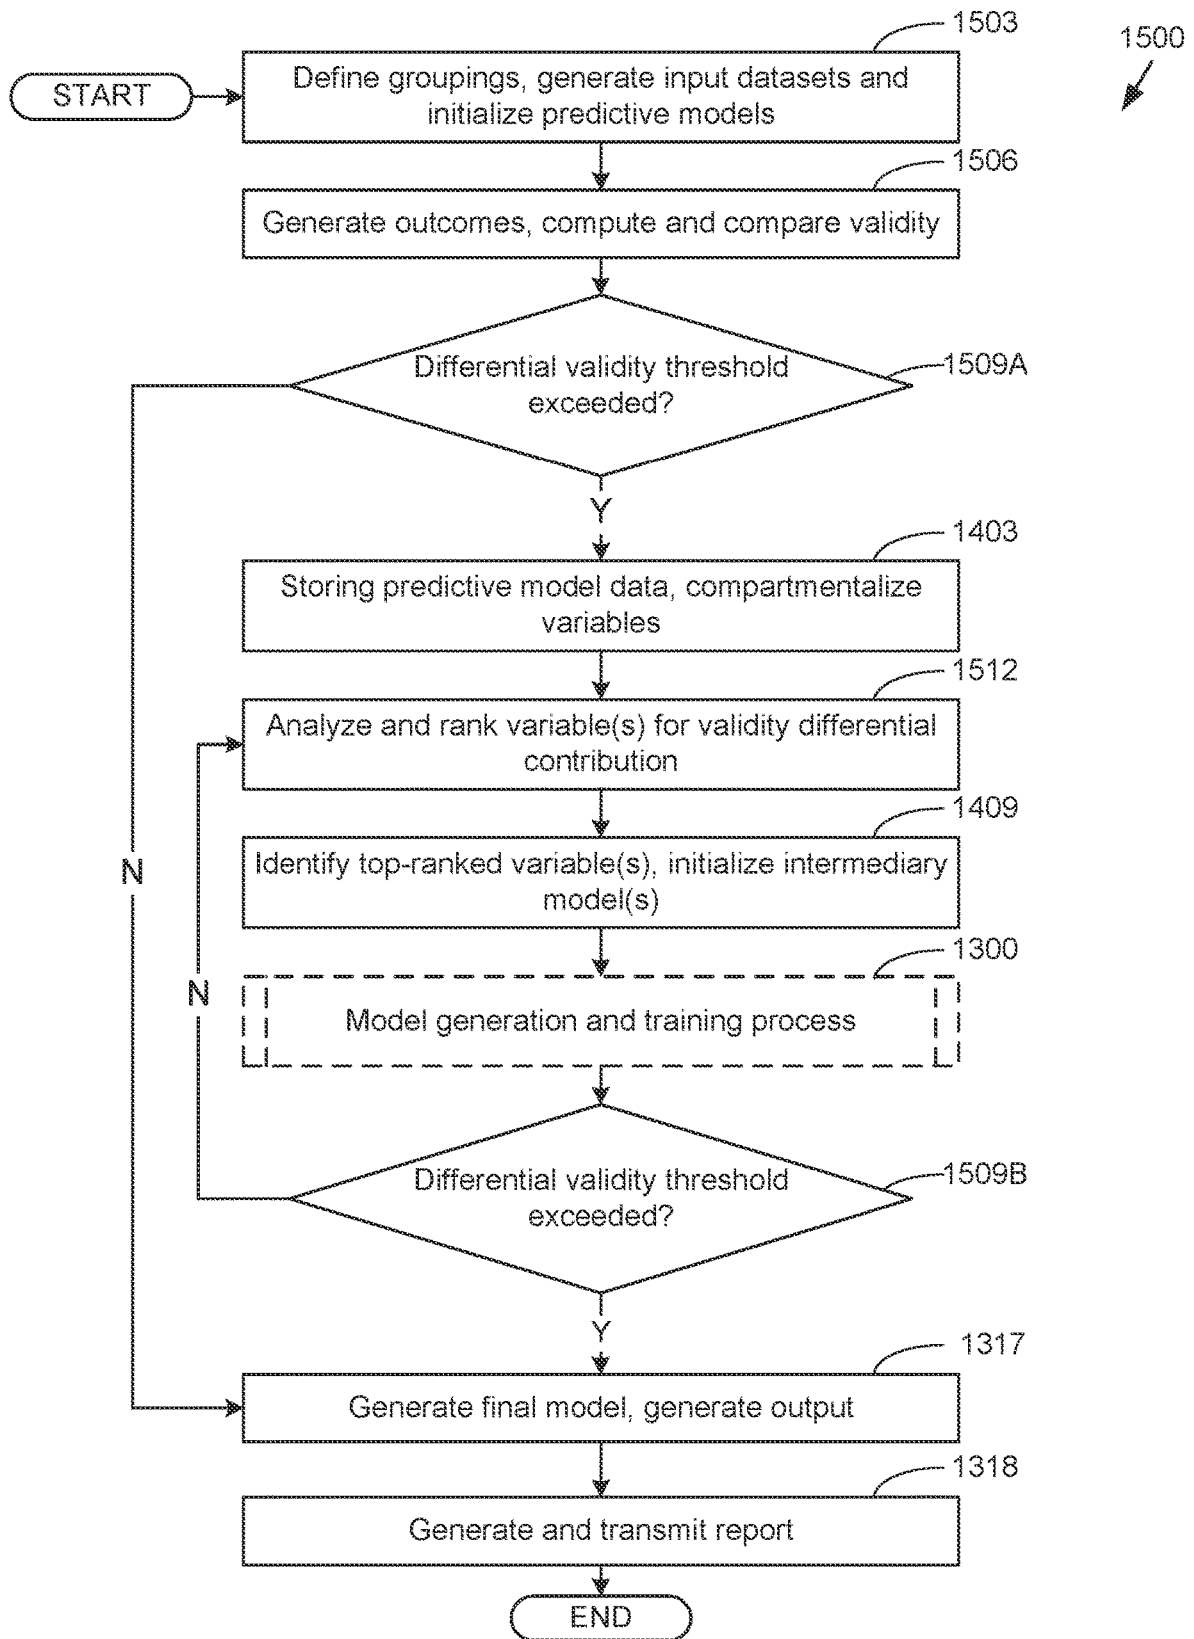 1503
1500
START
Define groupings, generate input datasets and
initialize predictive models
1506
Generate outcomes, compute and compare validity
Differential validity threshold
exceeded?
1509A
Y
1403
Storing predictive model data, compartmentalize
variables
1512
Analyze and rank variable(s) for validity differential
contribution
1409
Identify top-ranked variable(s), initialize intermediary
model(s)
N
N
1300
Model generation and training process
Differential validity threshold
exceeded?
1509B
Y
1317
Generate final model, generate output
1318
Generate and transmit report
END